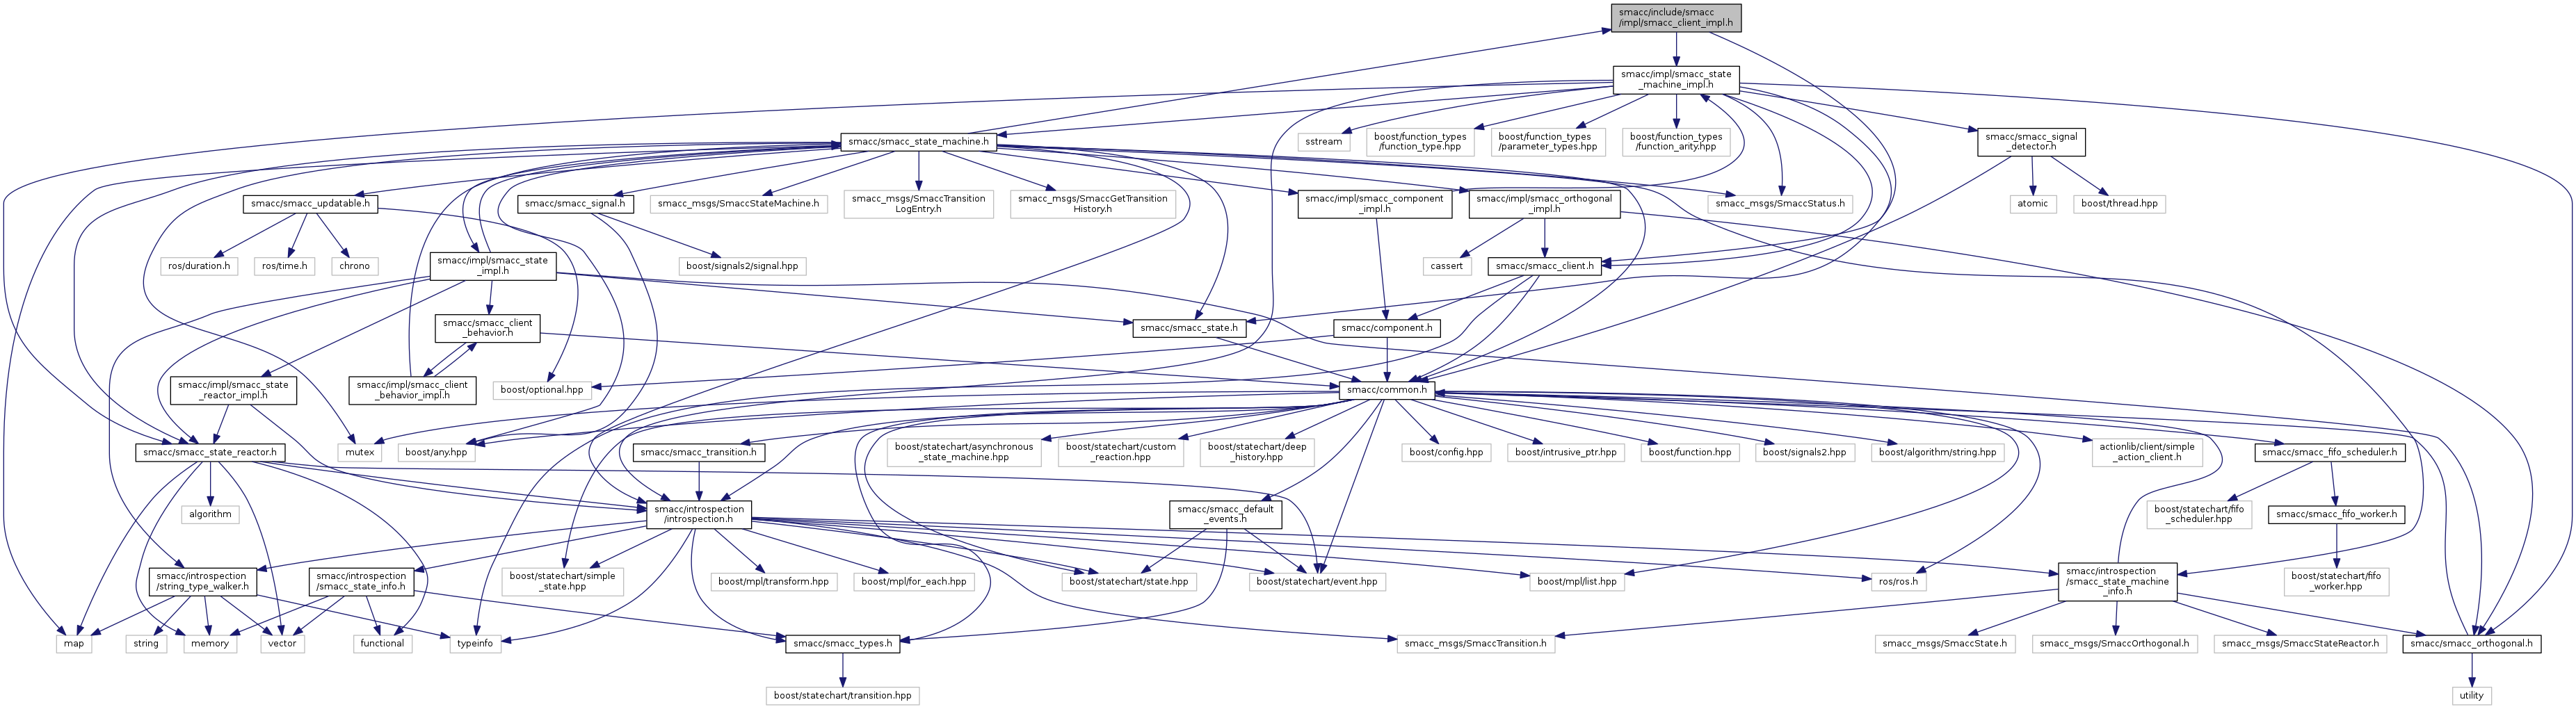 smacc/include/smacc
/impl/smacc_client_impl.h
smacc/impl/smacc_state
_machine_impl.h
smacc/smacc_state_machine.h
sstream
boost/function_types
/function_type.hpp
boost/function_types
/parameter_types.hpp
boost/function_types
/function_arity.hpp
smacc/smacc_signal
_detector.h
smacc/smacc_updatable.h
smacc/smacc_signal.h
smacc_msgs/SmaccStateMachine.h
smacc_msgs/SmaccTransition
LogEntry.h
smacc_msgs/SmaccGetTransition
History.h
smacc/impl/smacc_component
_impl.h
smacc/impl/smacc_orthogonal
_impl.h
smacc_msgs/SmaccStatus.h
atomic
boost/thread.hpp
ros/duration.h
ros/time.h
chrono
smacc/impl/smacc_state
_impl.h
boost/signals2/signal.hpp
cassert
smacc/smacc_client.h
smacc/smacc_client
_behavior.h
smacc/smacc_state.h
smacc/component.h
smacc/impl/smacc_state
_reactor_impl.h
smacc/impl/smacc_client
_behavior_impl.h
boost/optional.hpp
smacc/common.h
smacc/smacc_state_reactor.h
mutex
boost/any.hpp
smacc/smacc_transition.h
boost/statechart/asynchronous
_state_machine.hpp
boost/statechart/custom
_reaction.hpp
boost/statechart/deep
_history.hpp
boost/config.hpp
boost/intrusive_ptr.hpp
boost/function.hpp
boost/signals2.hpp
boost/algorithm/string.hpp
actionlib/client/simple
_action_client.h
smacc/smacc_fifo_scheduler.h
algorithm
smacc/introspection
/introspection.h
smacc/smacc_default
_events.h
boost/statechart/fifo
_scheduler.hpp
smacc/smacc_fifo_worker.h
smacc/introspection
/string_type_walker.h
smacc/introspection
/smacc_state_info.h
boost/statechart/simple
_state.hpp
boost/mpl/transform.hpp
boost/mpl/for_each.hpp
boost/statechart/state.hpp
boost/statechart/event.hpp
boost/mpl/list.hpp
ros/ros.h
smacc/introspection
/smacc_state_machine
_info.h
boost/statechart/fifo
_worker.hpp
map
string
memory
vector
functional
typeinfo
smacc/smacc_types.h
smacc_msgs/SmaccTransition.h
smacc_msgs/SmaccState.h
smacc_msgs/SmaccOrthogonal.h
smacc_msgs/SmaccStateReactor.h
smacc/smacc_orthogonal.h
boost/statechart/transition.hpp
utility